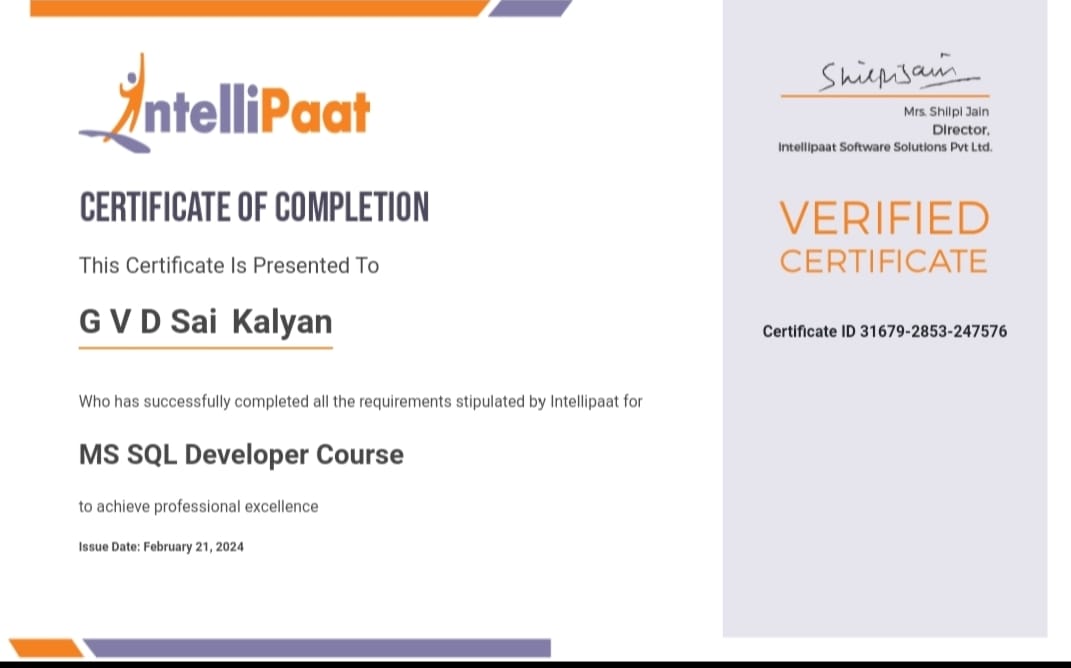 IntelliPaat
CERTIFICATE OF COMPLETION
This Certificate Is Presented To
G V D Sai Kalyan
Who has successfully completed all the requirements stipulated by Intellipaat for
MS SQL Developer Course
to achieve professional excellence
Issue Date: February 21, 2024
Shilpi Jain
Mrs. Shilpi Jain
Director,
Intellipaat Software Solutions Pvt Ltd.
VERIFIED
CERTIFICATE
Certificate ID 31679-2853-247576